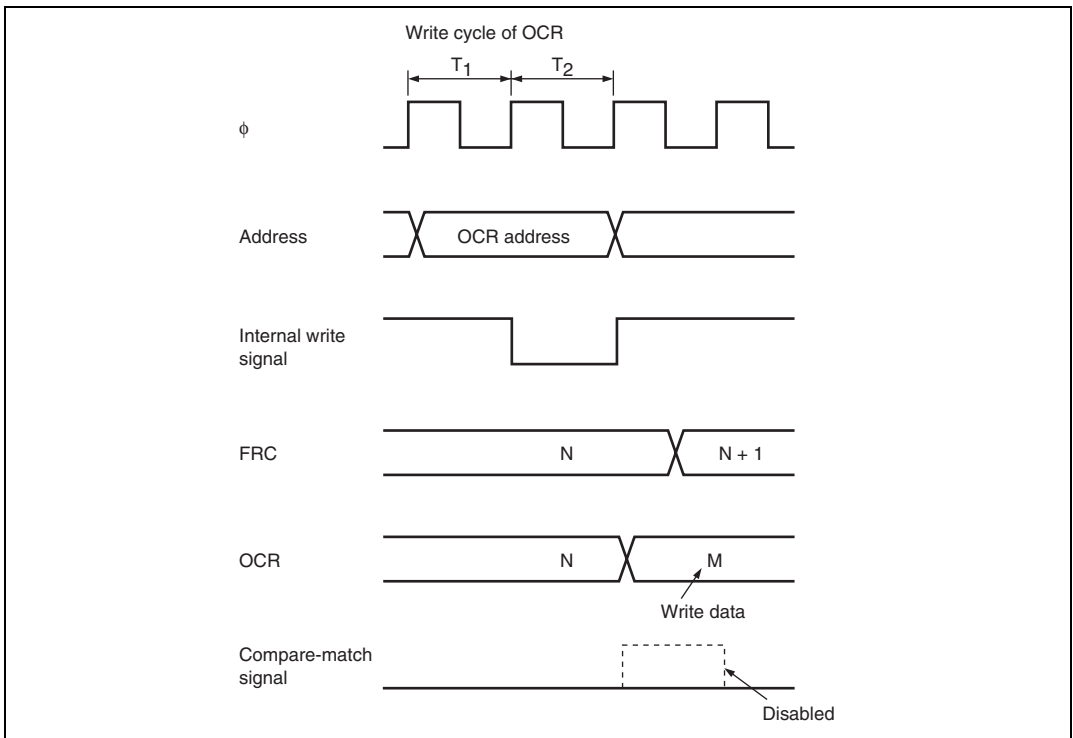 Write cycle of OCR
T1
T2
φ
Address
OCR address
Internal write
signal
FRC
N
N + 1
OCR
N
M
Write data
Compare-match
signal
Disabled